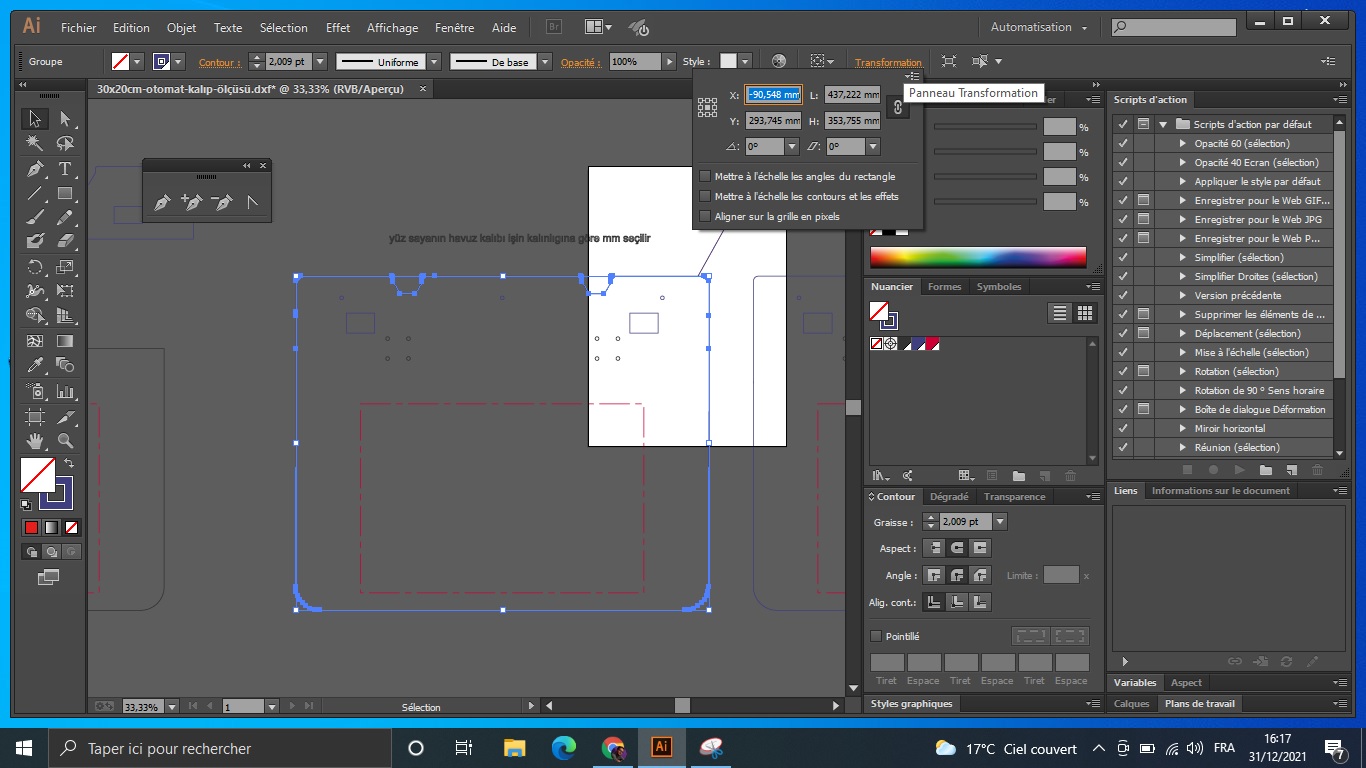 Ai Fichier Edition Objet Texte Sélection Effet Affichage Fenêtre Aide Br Automatisation
Groupe Contour : 2,009 pt Uniforme De base Opacité : 100% Style : Transformation
30x20cm-otomat-kalıp-ölçüsü.dxf* @ 33,33% (RVB/Aperçu)
X: -90,548 mm L: 437,222 mm
Y: 293,745 mm H: 353,755 mm
0° 0°
Mettre à l'échelle les angles du rectangle
Mettre à l'échelle les contours et les effets
Aligner sur la grille en pixels
Panneau Transformation
%
%
%
%
yüz sayanın havuz kalıbı işin kalınlıgına göre mm seçilir
Nuancier Formes Symboles
Contour Dégradé Transparence
Graisse : 2,009 pt
Aspect :
Angle : Limite : x
Alig. cont.:
Pointillé
Tiret Espace Tiret Espace Tiret Espace
Styles graphiques
Scripts d'action
Scripts d'action par défaut
Opacité 60 (sélection)
Opacité 40 Ecran (sélection)
Appliquer le style par défaut
Enregistrer pour le Web GIF...
Enregistrer pour le Web JPG
Enregistrer pour le Web P...
Simplifier (sélection)
Simplifier Droites (sélection)
Version précédente
Supprimer les éléments de ...
Déplacement (sélection)
Mise à l'échelle (sélection)
Rotation (sélection)
Rotation de 90 ° Sens horaire
Boîte de dialogue Déformation
Miroir horizontal
Réunion (sélection)
Liens Informations sur le document
Variables Aspect
Calques Plans de travail
33,33% 1 Sélection
Taper ici pour rechercher
Ai
17°C Ciel couvert
FRA
16:17
31/12/2021
7